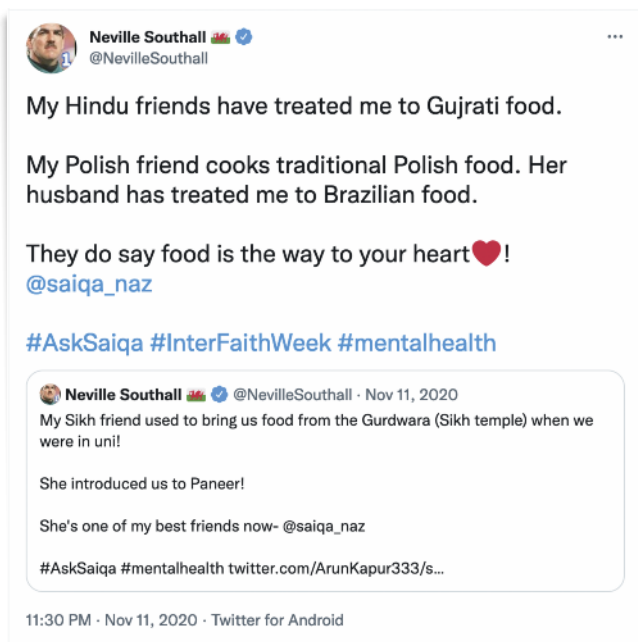 Neville Southall
@NevilleSouthall
My Hindu friends have treated me to Gujrati food.
My Polish friend cooks traditional Polish food. Her
husband has treated me to Brazilian food.
They do say food is the way to your heart❤️!
@saiqa_naz
#AskSaiqa #InterFaithWeek #mentalhealth
Neville Southall @NevilleSouthall · Nov 11, 2020
My Sikh friend used to bring us food from the Gurdwara (Sikh temple) when we
were in uni!
She introduced us to Paneer!
She's one of my best friends now- @saiqa_naz
#AskSaiqa #mentalhealth twitter.com/ArunKapur333/s...
11:30 PM · Nov 11, 2020 · Twitter for Android